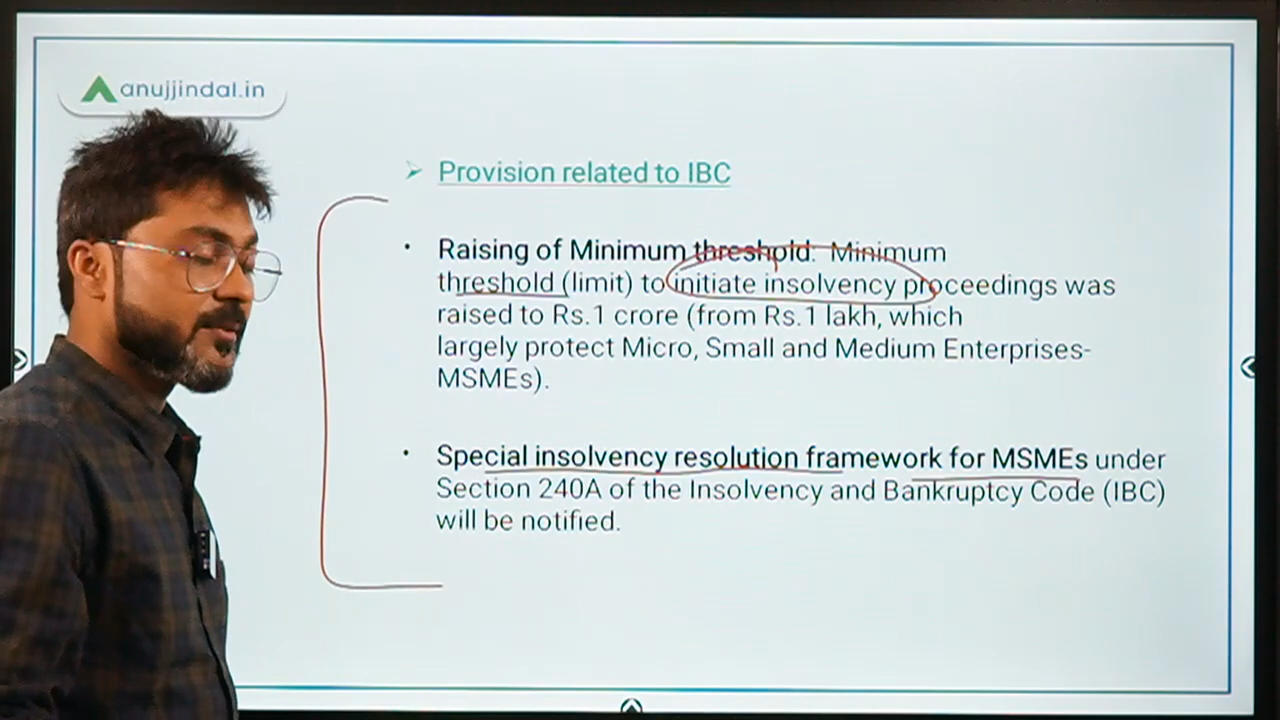 anujjindal.in
Provision related to IBC
Raising of Minimum threshold: Minimum
threshold (limit) to initiate insolvency proceedings was
raised to Rs.1 crore (from Rs.1 lakh, which
largely protect Micro, Small and Medium Enterprises-
MSMEs).
Special insolvency resolution framework for MSMEs under
Section 240A of the Insolvency and Bankruptcy Code (IBC)
will be notified.